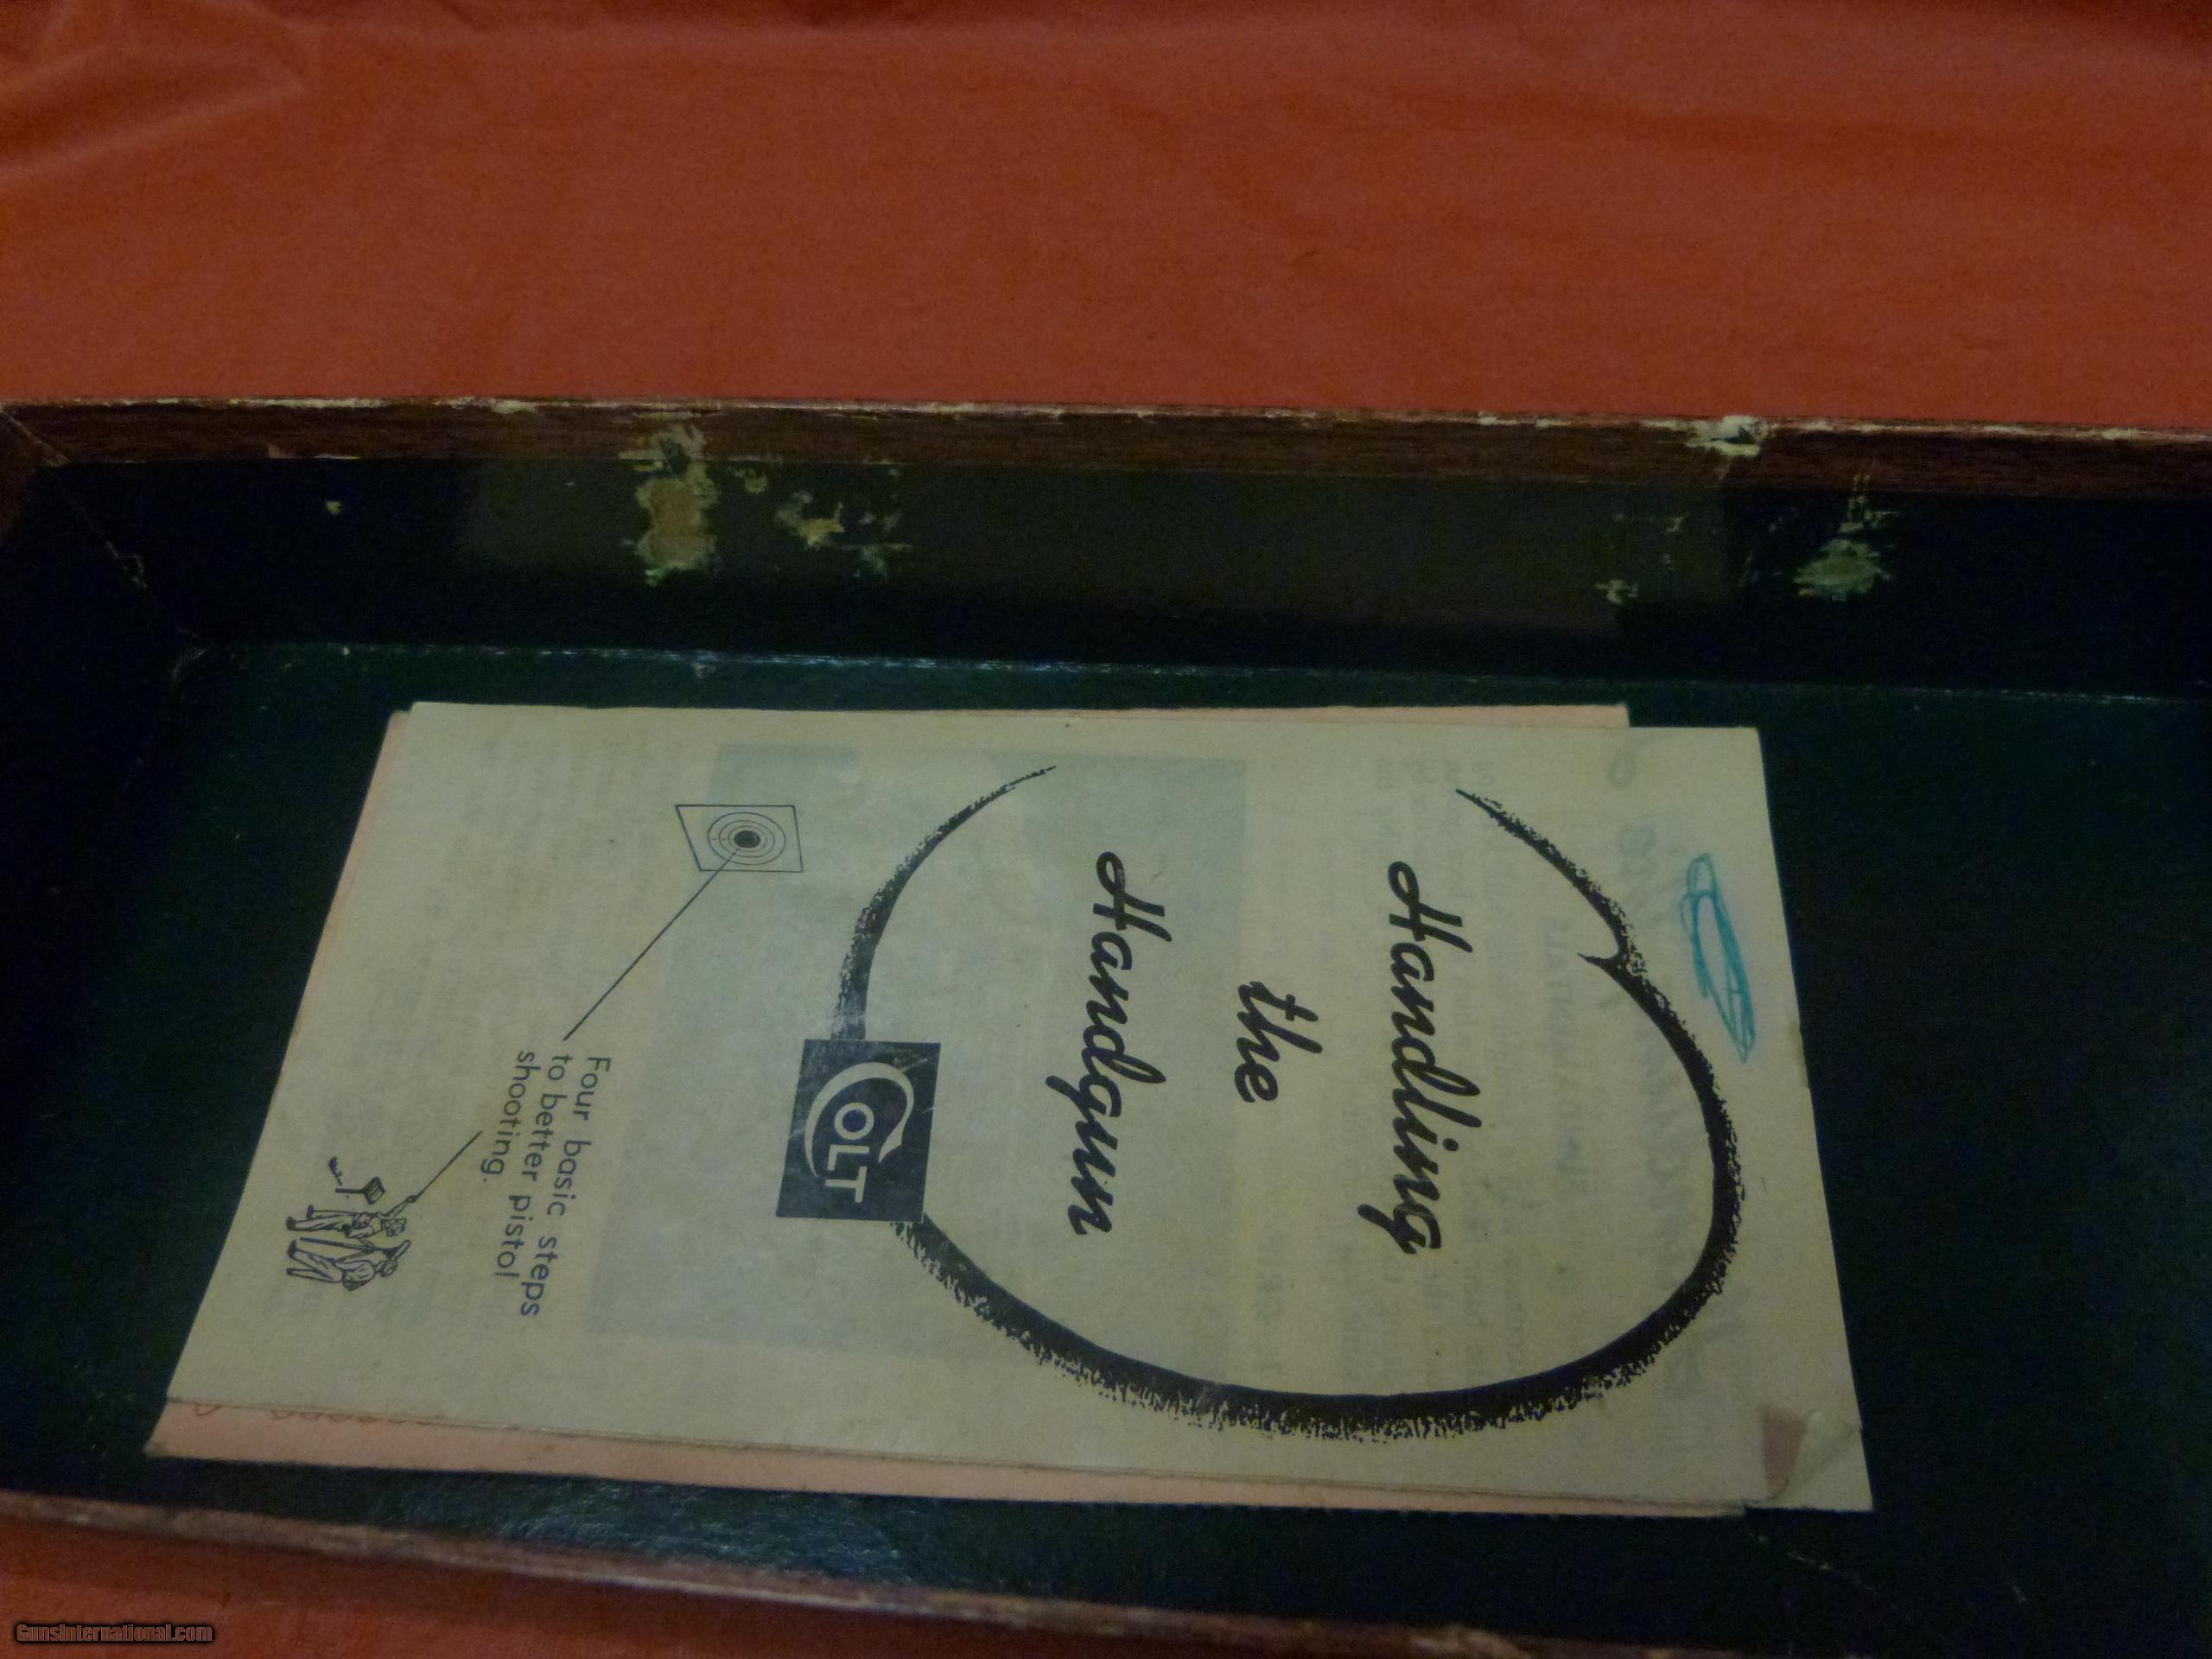 Handling
the
Handgun
COLT
Four basic steps
to better pistol
shooting.
GunsInternational.com